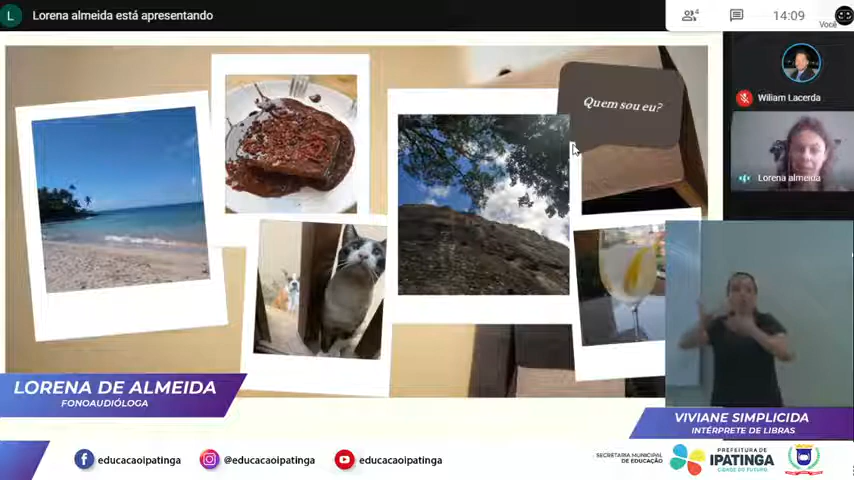 L
Lorena almeida está apresentando
4
14:09
Você
Quem sou eu?
Wiliam Lacerda
Lorena almeida
LORENA DE ALMEIDA
FONOAUDIÓLOGA
VIVIANE SIMPLICIDA
INTÉRPRETE DE LIBRAS
educacaoipatinga
@educacaoipatinga
educacaoipatinga
SECRETARIA MUNICIPAL
DE EDUCAÇÃO
PREFEITURA DE
IPATINGA
CIDADE DO FUTURO